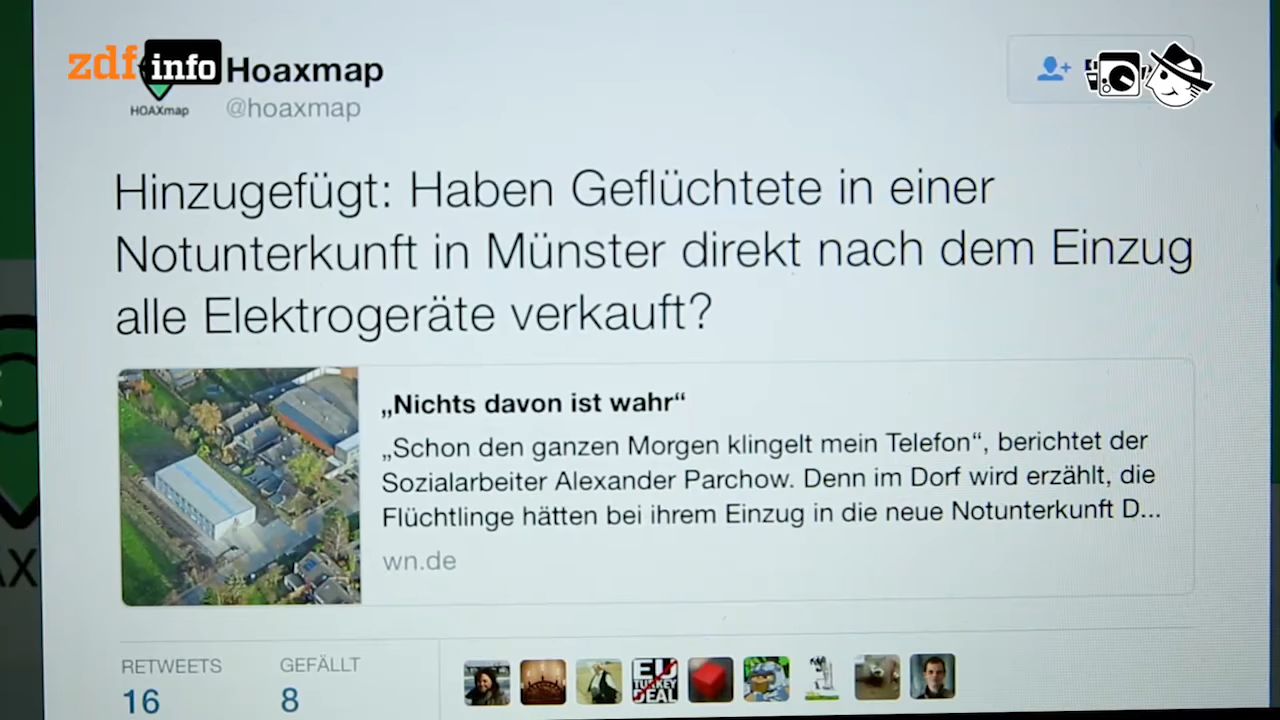 zdf info
Hoaxmap
HOAXmap
@hoaxmap
Hinzugefügt: Haben Geflüchtete in einer
Notunterkunft in Münster direkt nach dem Einzug
alle Elektrogeräte verkauft?
„Nichts davon ist wahr“
„Schon den ganzen Morgen klingelt mein Telefon“, berichtet der
Sozialarbeiter Alexander Parchow. Denn im Dorf wird erzählt, die
Flüchtlinge hätten bei ihrem Einzug in die neue Notunterkunft D...
wn.de
RETWEETS
GEFÄLLT
16
8
EU
TURKEY
DEAL
AX